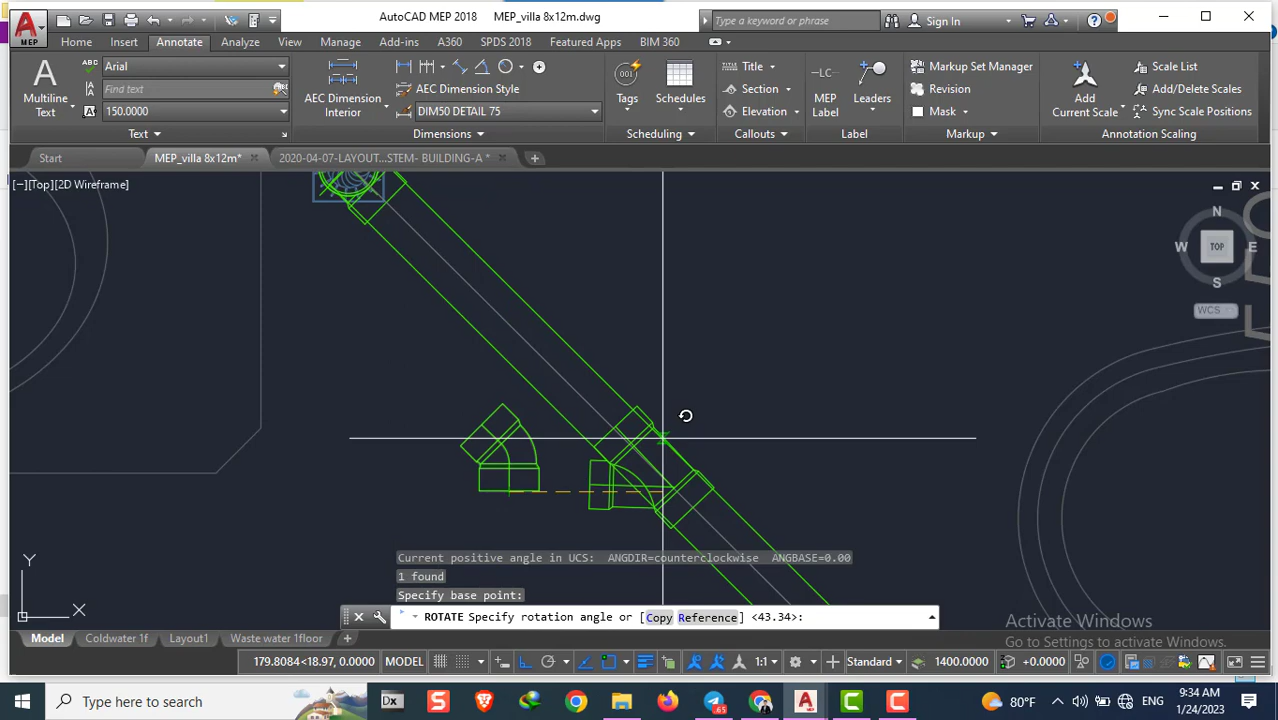 AutoCAD MEP 2018 MEP_villa 8x12m.dwg
Type a keyword or phrase
Sign In
MEP
Home Insert Annotate Analyze View Manage Add-ins A360 SPDS 2018 Featured Apps BIM 360
Multiline Text
ABC Arial
Find text
150.0000
Text
AEC Dimension Interior
AEC Dimension Style
DIM50 DETAIL 75
Dimensions
001
Tags
Schedules
Scheduling
Title
Section
Elevation
Callouts
-LC-
MEP Label
Leaders
Label
Markup Set Manager
Revision
Mask
Markup
Add Current Scale
Scale List
Add/Delete Scales
Sync Scale Positions
Annotation Scaling
Start MEP_villa 8x12m* 2020-04-07-LAYOUT...STEM- BUILDING-A *
[−][Top][2D Wireframe]
N
W TOP E
S
WCS
Current positive angle in UCS: ANGDIR=counterclockwise ANGBASE=0.00
1 found
Specify base point:
ROTATE Specify rotation angle or [Copy Reference] <43.34>:
Y
X
Activate Windows
Go to Settings to activate Windows.
Model Coldwater 1f Layout1 Waste water 1floor
179.8084<18.97, 0.0000 MODEL 1:1 Standard 1400.0000 +0.0000
Type here to search
Dx
65
80°F
ENG
9:34 AM
1/24/2023